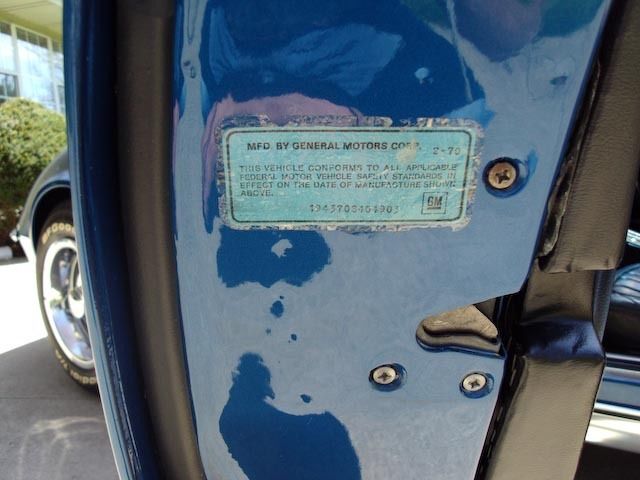 MFD. BY GENERAL MOTORS CORP. 2-70
THIS VEHICLE CONFORMS TO ALL APPLICABLE
FEDERAL MOTOR VEHICLE SAFETY STANDARDS IN
EFFECT ON THE DATE OF MANUFACTURE SHOWN
ABOVE.
GM